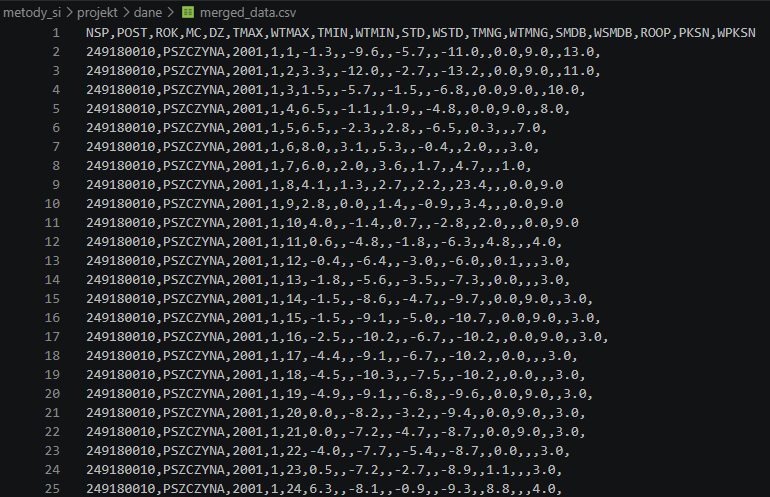 metody_si > projekt > dane > merged_data.csv
1 NSP,POST,ROK,MC,DZ,TMAX,WTMAX,TMIN,WTMIN,STD,WSTD,TMNG,WTMNG,SMDB,WSMDB,ROOP,PKSN,WPKSN
2 249180010,PSZCZYNA,2001,1,1,-1.3,,-9.6,,-5.7,,-11.0,,0.0,9.0,,13.0,
3 249180010,PSZCZYNA,2001,1,2,3.3,,-12.0,,-2.7,,-13.2,,0.0,9.0,,11.0,
4 249180010,PSZCZYNA,2001,1,3,1.5,,-5.7,,-1.5,,-6.8,,0.0,9.0,,10.0,
5 249180010,PSZCZYNA,2001,1,4,6.5,,-1.1,,1.9,,-4.8,,0.0,9.0,,8.0,
6 249180010,PSZCZYNA,2001,1,5,6.5,,-2.3,,2.8,,-6.5,,0.3,,,7.0,
7 249180010,PSZCZYNA,2001,1,6,8.0,,3.1,,5.3,,-0.4,,2.0,,,3.0,
8 249180010,PSZCZYNA,2001,1,7,6.0,,2.0,,3.6,,1.7,,4.7,,,1.0,
9 249180010,PSZCZYNA,2001,1,8,4.1,,1.3,,2.7,,2.2,,23.4,,,0.0,9.0
10 249180010,PSZCZYNA,2001,1,9,2.8,,0.0,,1.4,,-0.9,,3.4,,,0.0,9.0
11 249180010,PSZCZYNA,2001,1,10,4.0,,-1.4,,0.7,,-2.8,,2.0,,,0.0,9.0
12 249180010,PSZCZYNA,2001,1,11,0.6,,-4.8,,-1.8,,-6.3,,4.8,,,4.0,
13 249180010,PSZCZYNA,2001,1,12,-0.4,,-6.4,,-3.0,,-6.0,,0.1,,,3.0,
14 249180010,PSZCZYNA,2001,1,13,-1.8,,-5.6,,-3.5,,-7.3,,0.0,,,3.0,
15 249180010,PSZCZYNA,2001,1,14,-1.5,,-8.6,,-4.7,,-9.7,,0.0,9.0,,3.0,
16 249180010,PSZCZYNA,2001,1,15,-1.5,,-9.1,,-5.0,,-10.7,,0.0,9.0,,3.0,
17 249180010,PSZCZYNA,2001,1,16,-2.5,,-10.2,,-6.7,,-10.2,,0.0,9.0,,3.0,
18 249180010,PSZCZYNA,2001,1,17,-4.4,,-9.1,,-6.7,,-10.2,,0.0,,,3.0,
19 249180010,PSZCZYNA,2001,1,18,-4.5,,-10.3,,-7.5,,-10.2,,0.0,,,3.0,
20 249180010,PSZCZYNA,2001,1,19,-4.9,,-9.1,,-6.8,,-9.6,,0.0,9.0,,3.0,
21 249180010,PSZCZYNA,2001,1,20,0.0,,-8.2,,-3.2,,-9.4,,0.0,9.0,,3.0,
22 249180010,PSZCZYNA,2001,1,21,0.0,,-7.2,,-4.7,,-8.7,,0.0,9.0,,3.0,
23 249180010,PSZCZYNA,2001,1,22,-4.0,,-7.7,,-5.4,,-8.7,,0.0,,,3.0,
24 249180010,PSZCZYNA,2001,1,23,0.5,,-7.2,,-2.7,,-8.9,,1.1,,,3.0,
25 249180010,PSZCZYNA,2001,1,24,6.3,,-8.1,,-0.9,,-9.3,,8.8,,,4.0,